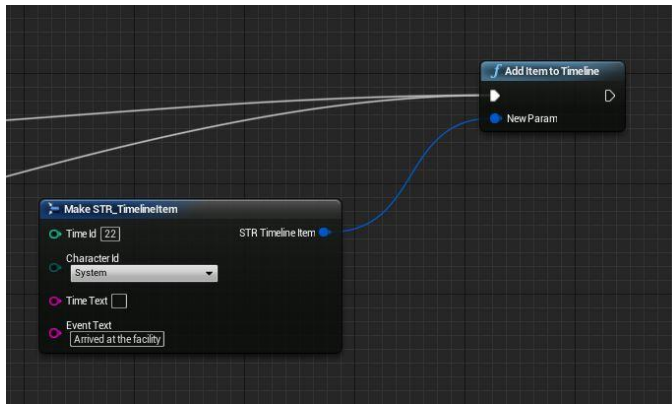 f Add Item to Timeline
New Param
Make STR_TimelineItem
Time Id 22
STR Timeline Item
Character Id
System
Time Text
Event Text
Arrived at the facility